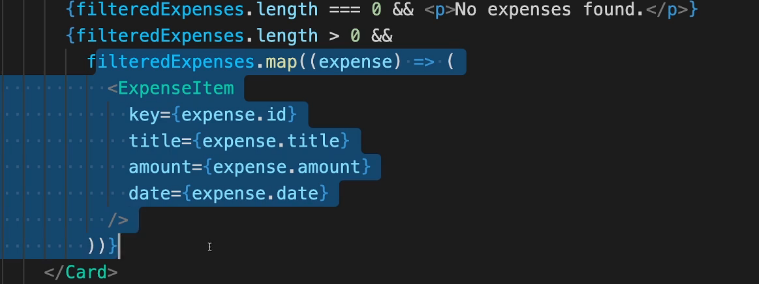 {filteredExpenses.length === 0 && <p>No expenses found.</p>}
{filteredExpenses.length > 0 &&
filteredExpenses.map((expense) => (
<ExpenseItem
key={expense.id}
title={expense.title}
amount={expense.amount}
date={expense.date}
/>
))}
</Card>